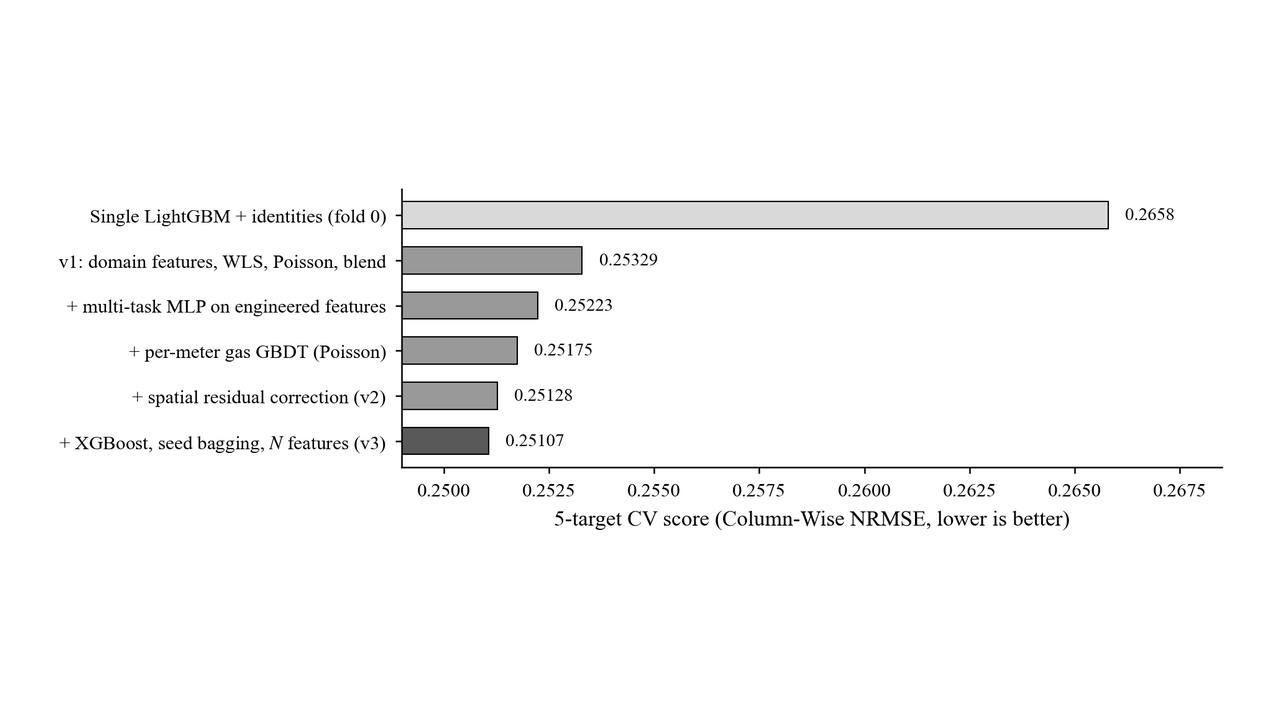 Single LightGBM + identities (fold 0)
0.2658
v1: domain features, WLS, Poisson, blend
0.25329
+ multi-task MLP on engineered features
0.25223
+ per-meter gas GBDT (Poisson)
0.25175
+ spatial residual correction (v2)
0.25128
+ XGBoost, seed bagging, N features (v3)
0.25107
0.2500 0.2525 0.2550 0.2575 0.2600 0.2625 0.2650 0.2675
5-target CV score (Column-Wise NRMSE, lower is better)